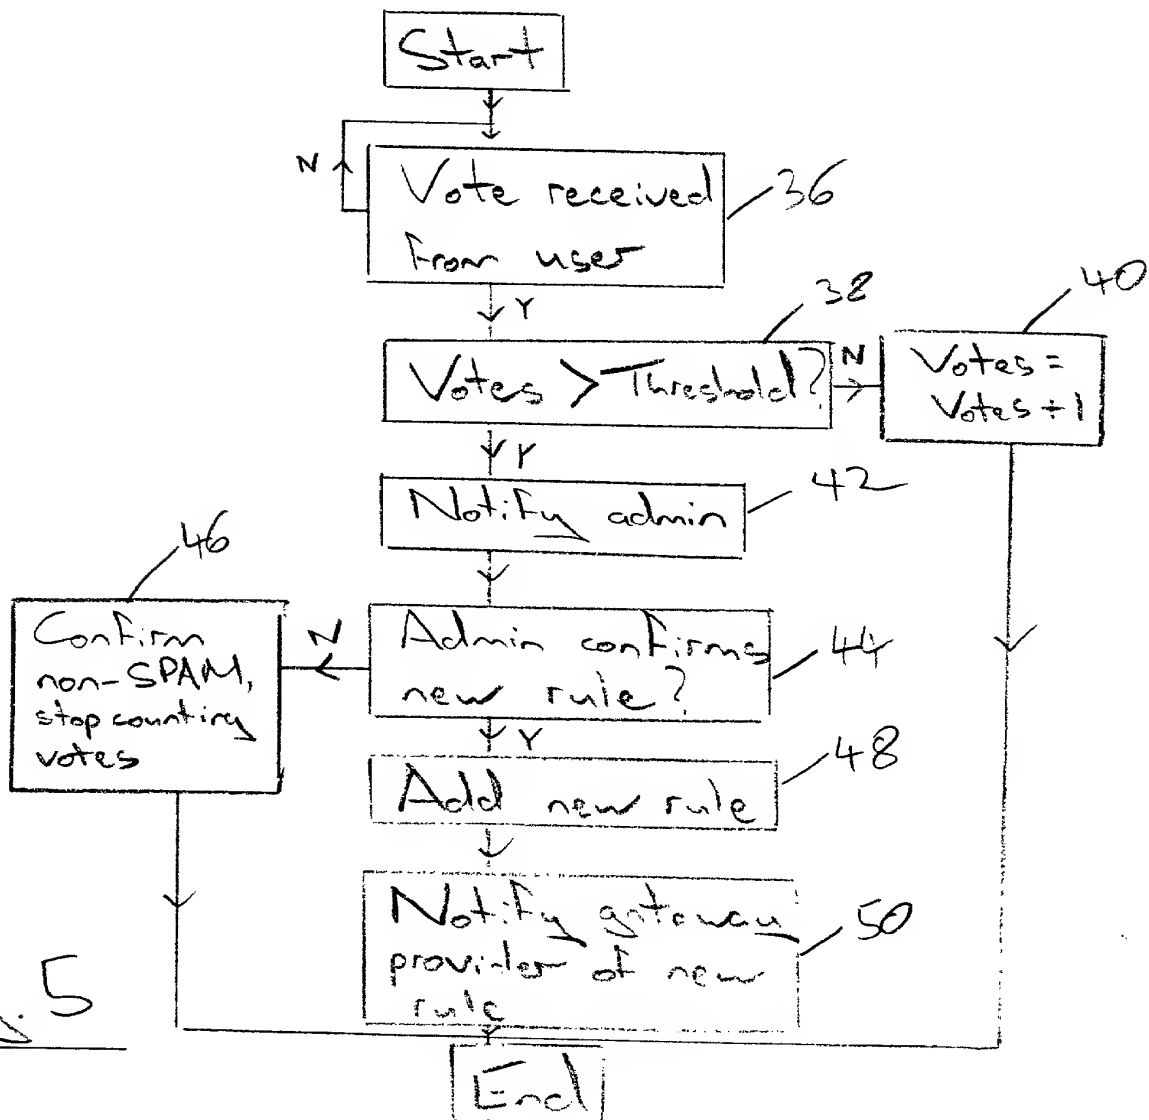 Start
N
Vote received
from user
36
Y
38
Votes > Threshold?
N
40
Votes =
Votes + 1
Y
Notify admin
42
46
Confirm
non-SPAM,
stop counting
votes
N
Admin confirms
new rule?
44
Y
Add new rule
48
Notify gateway
provider of new
rule
50
5
End